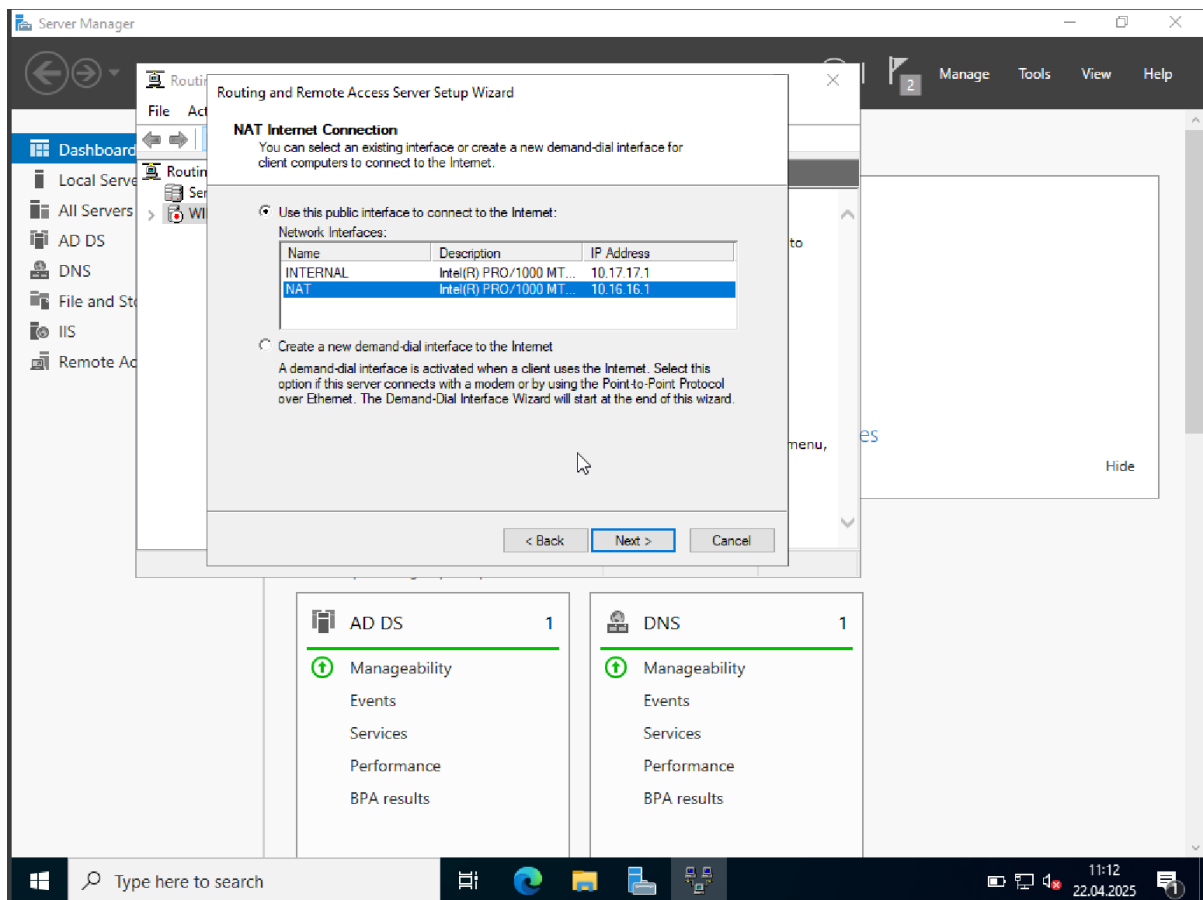 Server Manager
2
Manage Tools View Help
Routin
File Act
Routing and Remote Access Server Setup Wizard
NAT Internet Connection
You can select an existing interface or create a new demand-dial interface for
client computers to connect to the Internet.
Dashboard
Local Serve
All Servers
AD DS
DNS
File and Sto
IIS
Remote Ac
Routin
Ser
WI
Use this public interface to connect to the Internet:
Network Interfaces:
Name Description IP Address
INTERNAL Intel(R) PRO/1000 MT... 10.17.17.1
NAT Intel(R) PRO/1000 MT... 10.16.16.1
Create a new demand-dial interface to the Internet
A demand-dial interface is activated when a client uses the Internet. Select this
option if this server connects with a modem or by using the Point-to-Point Protocol
over Ethernet. The Demand-Dial Interface Wizard will start at the end of this wizard.
to
menu,
es
Hide
< Back Next > Cancel
AD DS 1
Manageability
Events
Services
Performance
BPA results
DNS 1
Manageability
Events
Services
Performance
BPA results
Type here to search
11:12
22.04.2025
1